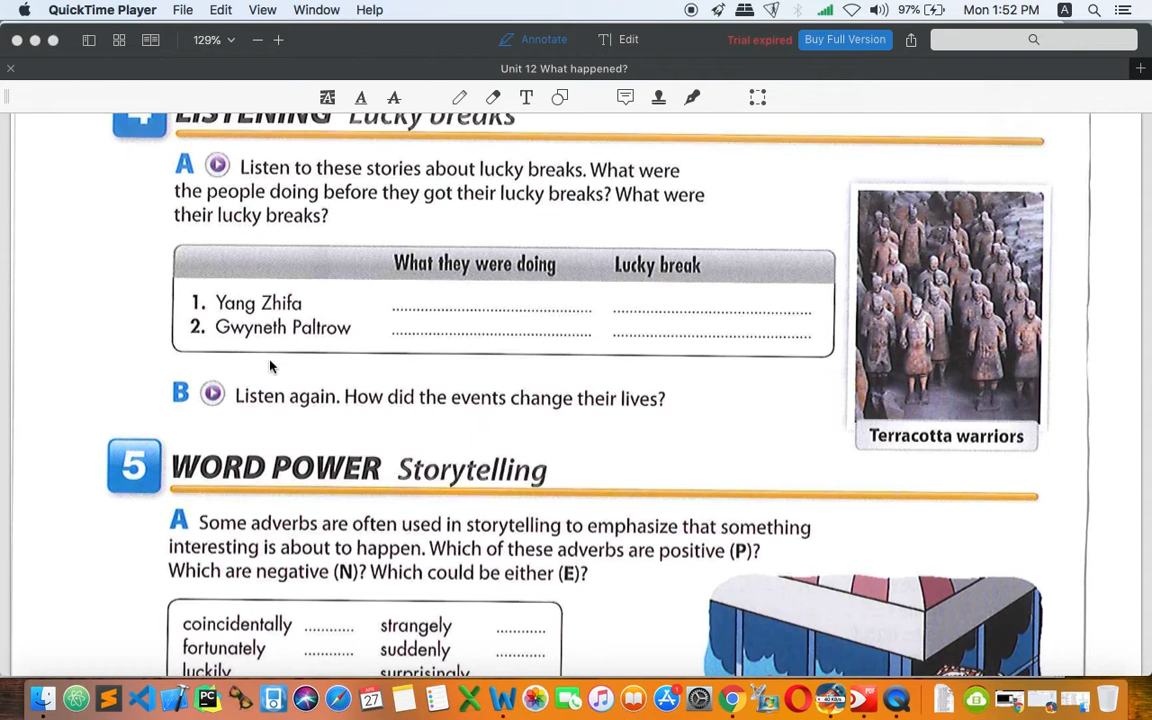 QuickTime Player File Edit View Window Help 97% Mon 1:52 PM A
129% Annotate Edit Trial expired Buy Full Version
Unit 12 What happened?
4 LISTENING Lucky breaks
A Listen to these stories about lucky breaks. What were
the people doing before they got their lucky breaks? What were
their lucky breaks?
What they were doing Lucky break
1. Yang Zhifa
2. Gwyneth Paltrow
Terracotta warriors
B Listen again. How did the events change their lives?
5 WORD POWER Storytelling
A Some adverbs are often used in storytelling to emphasize that something
interesting is about to happen. Which of these adverbs are positive (P)?
Which are negative (N)? Which could be either (E)?
coincidentally strangely
fortunately suddenly
luckily surprisingly